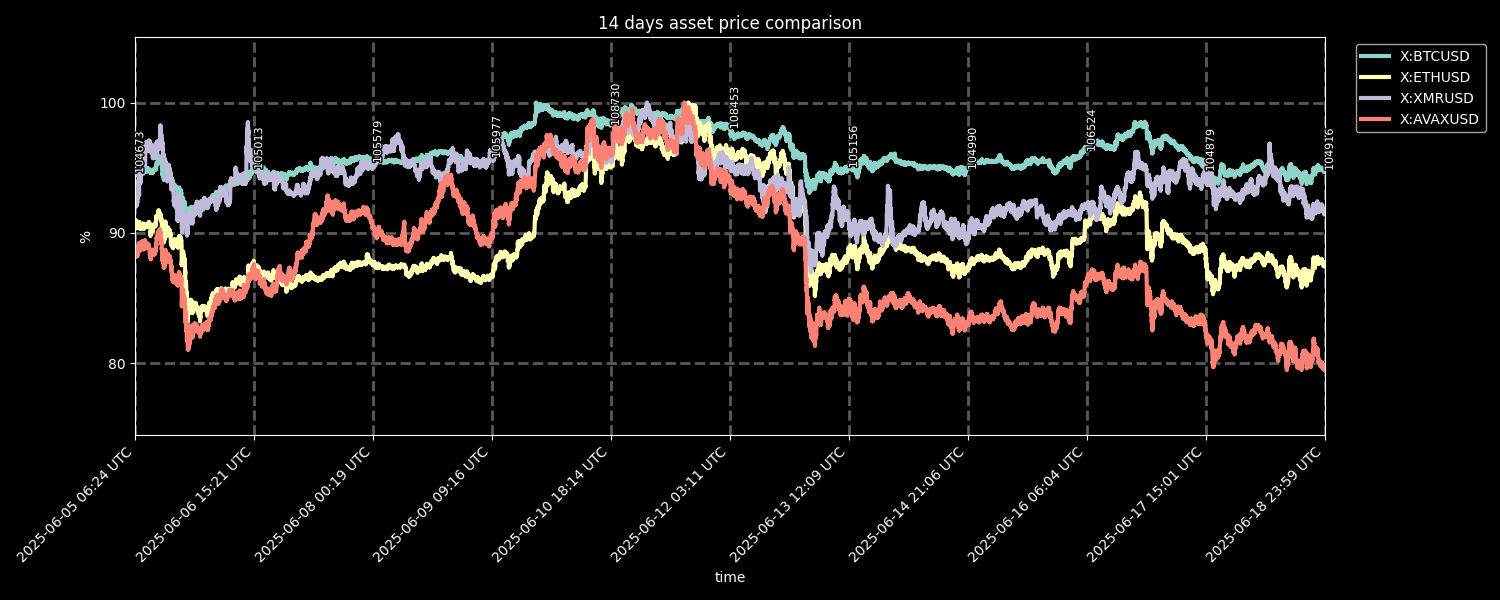 14 days asset price comparison
X:BTCUSD
X:ETHUSD
X:XMRUSD
X:AVAXUSD
100
90
80
%
104673
105013
105579
105977
108730
108453
105156
104990
106524
104879
104916
2025-06-05 06:24 UTC
2025-06-06 15:21 UTC
2025-06-08 00:19 UTC
2025-06-09 09:16 UTC
2025-06-10 18:14 UTC
2025-06-12 03:11 UTC
2025-06-13 12:09 UTC
2025-06-14 21:06 UTC
2025-06-16 06:04 UTC
2025-06-17 15:01 UTC
2025-06-18 23:59 UTC
time